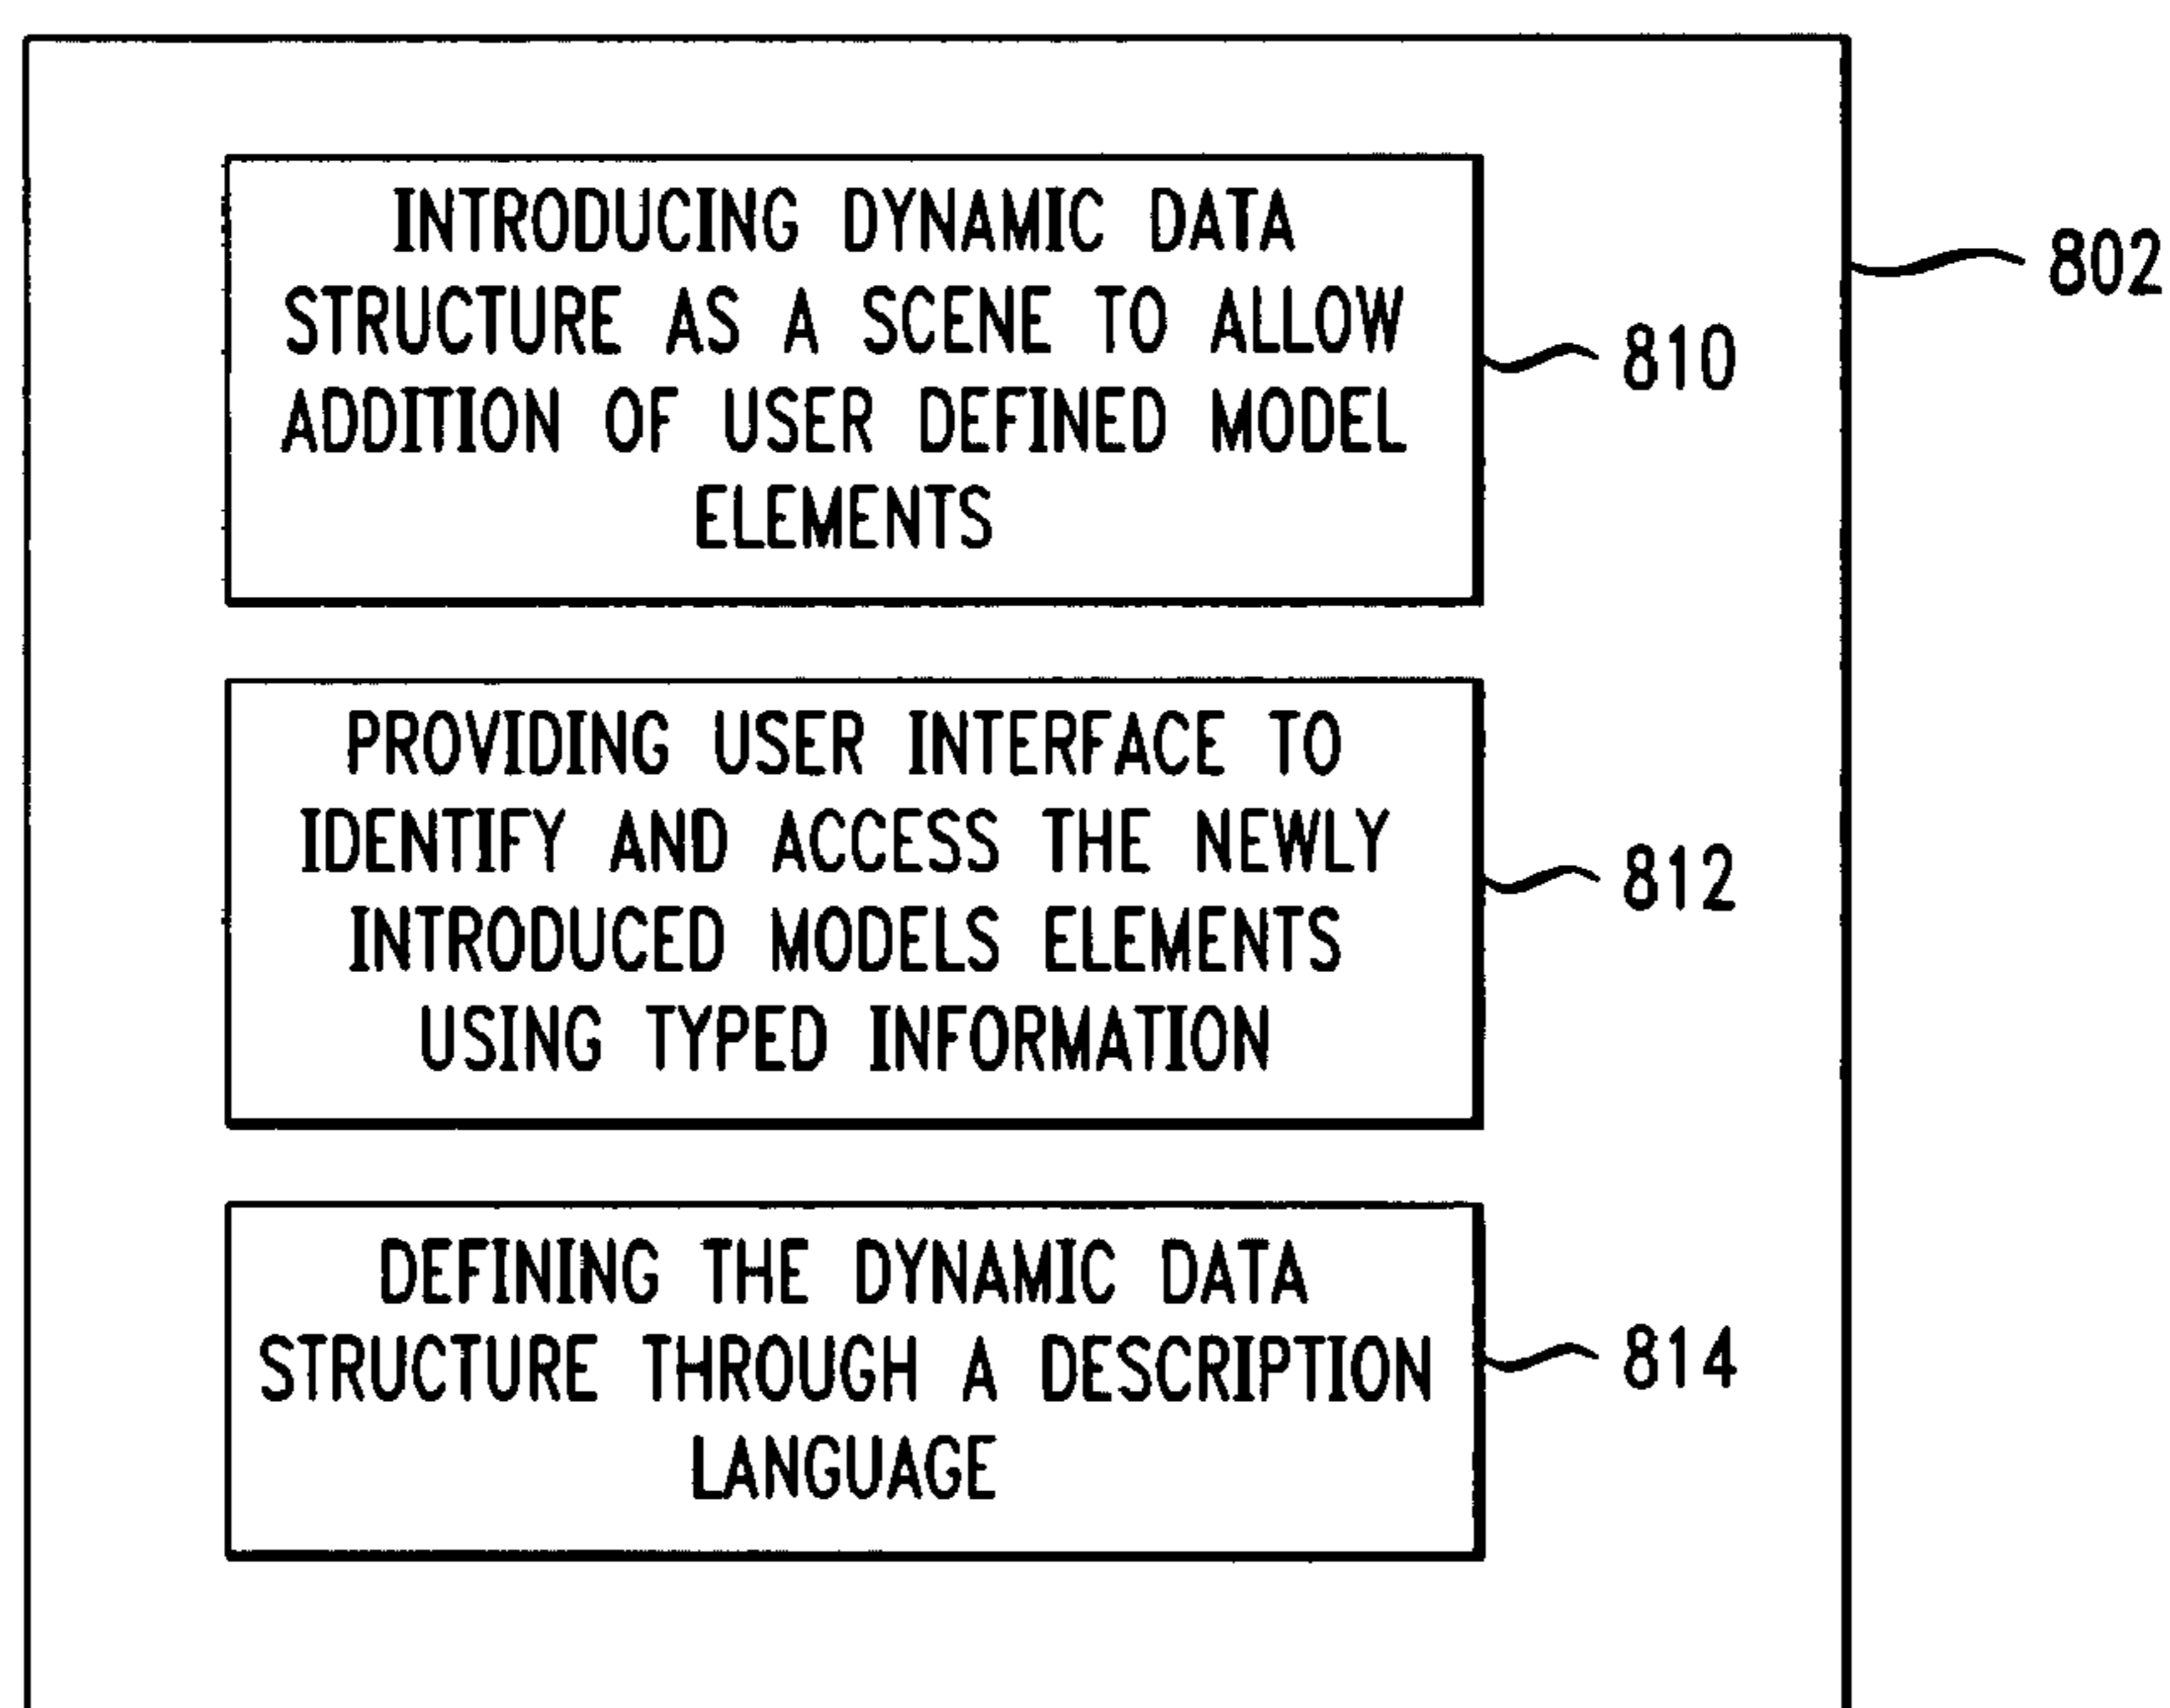 INTRODUCING DYNAMIC DATA
STRUCTURE AS A SCENE TO ALLOW
ADDITION OF USER DEFINED MODEL
ELEMENTS
802
810
PROVIDING USER INTERFACE TO
IDENTIFY AND ACCESS THE NEWLY
INTRODUCED MODELS ELEMENTS
USING TYPED INFORMATION
812
DEFINING THE DYNAMIC DATA
STRUCTURE THROUGH A DESCRIPTION
LANGUAGE
814